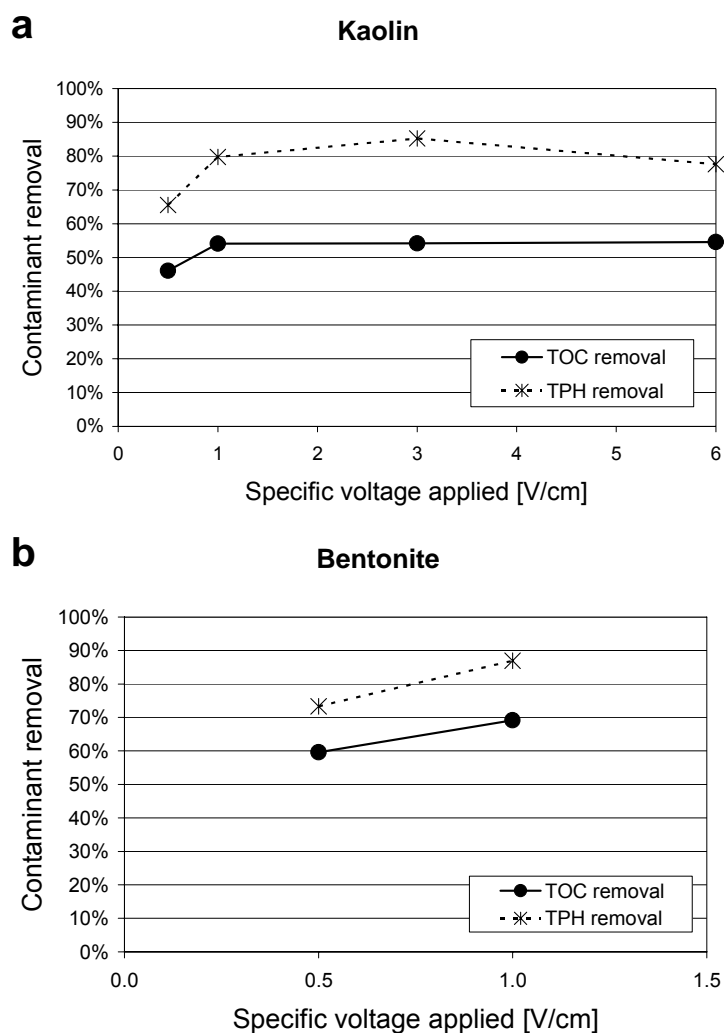 a
Kaolin
100%
90%
80%
70%
60%
50%
40%
30%
20%
10%
0%
Contaminant removal
TOC removal
TPH removal
0 1 2 3 4 5 6
Specific voltage applied [V/cm]
b
Bentonite
100%
90%
80%
70%
60%
50%
40%
30%
20%
10%
0%
Contaminant removal
TOC removal
TPH removal
0.0 0.5 1.0 1.5
Specific voltage applied [V/cm]